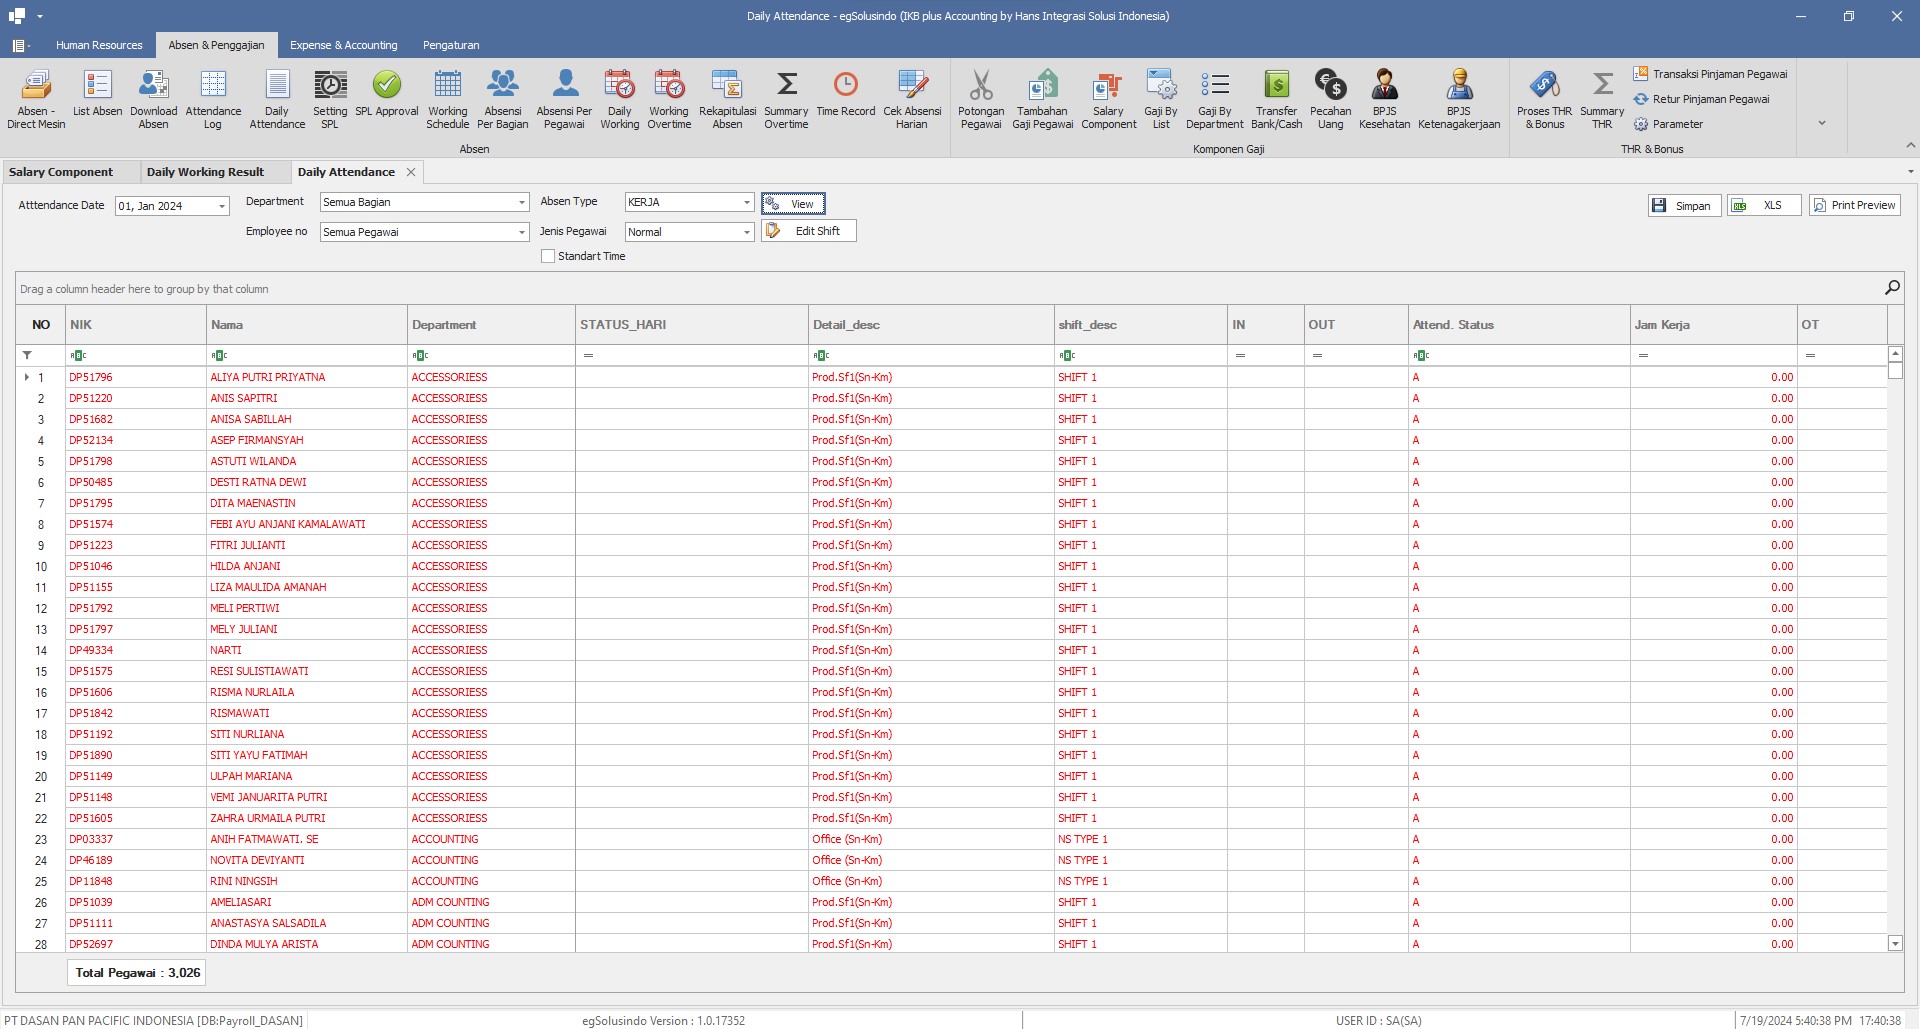 Daily Attendance - egSolusindo (IKB plus Accounting by Hans Integrasi Solusi Indonesia)
Human Resources Absen & Penggajian Expense & Accounting Pengaturan
Absen - Direct Mesin
List Absen
Download Absen
Attendance Log
Daily Attendance
Setting SPL
SPL Approval
Working Schedule
Absensi Per Bagian
Absensi Per Pegawai
Daily Working
Working Overtime
Rekapitulasi Absen
Summary Overtime
Time Record
Cek Absensi Harian
Absen
Potongan Pegawai
Tambahan Gaji Pegawai
Salary Component
Gaji By List
Gaji By Department
Transfer Bank/Cash
Pecahan Uang
BPJS Kesehatan
BPJS Ketenagakerjaan
Komponen Gaji
Proses THR & Bonus
Summary THR
Transaksi Pinjaman Pegawai
Retur Pinjaman Pegawai
Parameter
THR & Bonus
Salary Component Daily Working Result Daily Attendance
Atttendance Date 01, Jan 2024 Department Semua Bagian Absen Type KERJA View Simpan XLS Print Preview
Employee no Semua Pegawai Jenis Pegawai Normal Edit Shift
Standart Time
Drag a column header here to group by that column
NO NIK Nama Department STATUS_HARI Detail_desc shift_desc IN OUT Attend. Status Jam Kerja OT
1 DP51796 ALIYA PUTRI PRIYATNA ACCESSORIESS Prod.Sf1(Sn-Km) SHIFT 1 A 0.00
2 DP51220 ANIS SAPITRI ACCESSORIESS Prod.Sf1(Sn-Km) SHIFT 1 A 0.00
3 DP51682 ANISA SABILLAH ACCESSORIESS Prod.Sf1(Sn-Km) SHIFT 1 A 0.00
4 DP52134 ASEP FIRMANSYAH ACCESSORIESS Prod.Sf1(Sn-Km) SHIFT 1 A 0.00
5 DP51798 ASTUTI WILANDA ACCESSORIESS Prod.Sf1(Sn-Km) SHIFT 1 A 0.00
6 DP50485 DESTI RATNA DEWI ACCESSORIESS Prod.Sf1(Sn-Km) SHIFT 1 A 0.00
7 DP51795 DITA MAENASTIN ACCESSORIESS Prod.Sf1(Sn-Km) SHIFT 1 A 0.00
8 DP51574 FEBI AYU ANJANI KAMALAWATI ACCESSORIESS Prod.Sf1(Sn-Km) SHIFT 1 A 0.00
9 DP51223 FITRI JULIANTI ACCESSORIESS Prod.Sf1(Sn-Km) SHIFT 1 A 0.00
10 DP51046 HILDA ANJANI ACCESSORIESS Prod.Sf1(Sn-Km) SHIFT 1 A 0.00
11 DP51155 LIZA MAULIDA AMANAH ACCESSORIESS Prod.Sf1(Sn-Km) SHIFT 1 A 0.00
12 DP51792 MELI PERTIWI ACCESSORIESS Prod.Sf1(Sn-Km) SHIFT 1 A 0.00
13 DP51797 MELY JULIANI ACCESSORIESS Prod.Sf1(Sn-Km) SHIFT 1 A 0.00
14 DP49334 NARTI ACCESSORIESS Prod.Sf1(Sn-Km) SHIFT 1 A 0.00
15 DP51575 RESI SULISTIAWATI ACCESSORIESS Prod.Sf1(Sn-Km) SHIFT 1 A 0.00
16 DP51606 RISMA NURLAILA ACCESSORIESS Prod.Sf1(Sn-Km) SHIFT 1 A 0.00
17 DP51842 RISMAWATI ACCESSORIESS Prod.Sf1(Sn-Km) SHIFT 1 A 0.00
18 DP51192 SITI NURLIANA ACCESSORIESS Prod.Sf1(Sn-Km) SHIFT 1 A 0.00
19 DP51890 SITI YAYU FATIMAH ACCESSORIESS Prod.Sf1(Sn-Km) SHIFT 1 A 0.00
20 DP51149 ULPAH MARIANA ACCESSORIESS Prod.Sf1(Sn-Km) SHIFT 1 A 0.00
21 DP51148 VEMI JANUARITA PUTRI ACCESSORIESS Prod.Sf1(Sn-Km) SHIFT 1 A 0.00
22 DP51605 ZAHRA URMAILA PUTRI ACCESSORIESS Prod.Sf1(Sn-Km) SHIFT 1 A 0.00
23 DP03337 ANIH FATMAWATI. SE ACCOUNTING Office (Sn-Km) NS TYPE 1 A 0.00
24 DP46189 NOVITA DEVIYANTI ACCOUNTING Office (Sn-Km) NS TYPE 1 A 0.00
25 DP11848 RINI NINGSIH ACCOUNTING Office (Sn-Km) NS TYPE 1 A 0.00
26 DP51039 AMELIASARI ADM COUNTING Prod.Sf1(Sn-Km) SHIFT 1 A 0.00
27 DP51111 ANASTASYA SALSADILA ADM COUNTING Prod.Sf1(Sn-Km) SHIFT 1 A 0.00
28 DP52697 DINDA MULYA ARISTA ADM COUNTING Prod.Sf1(Sn-Km) SHIFT 1 A 0.00
Total Pegawai : 3,026
PT DASAN PAN PACIFIC INDONESIA [DB:Payroll_DASAN] egSolusindo Version : 1.0.17352 USER ID : SA(SA) 7/19/2024 5:40:38 PM 17:40:38